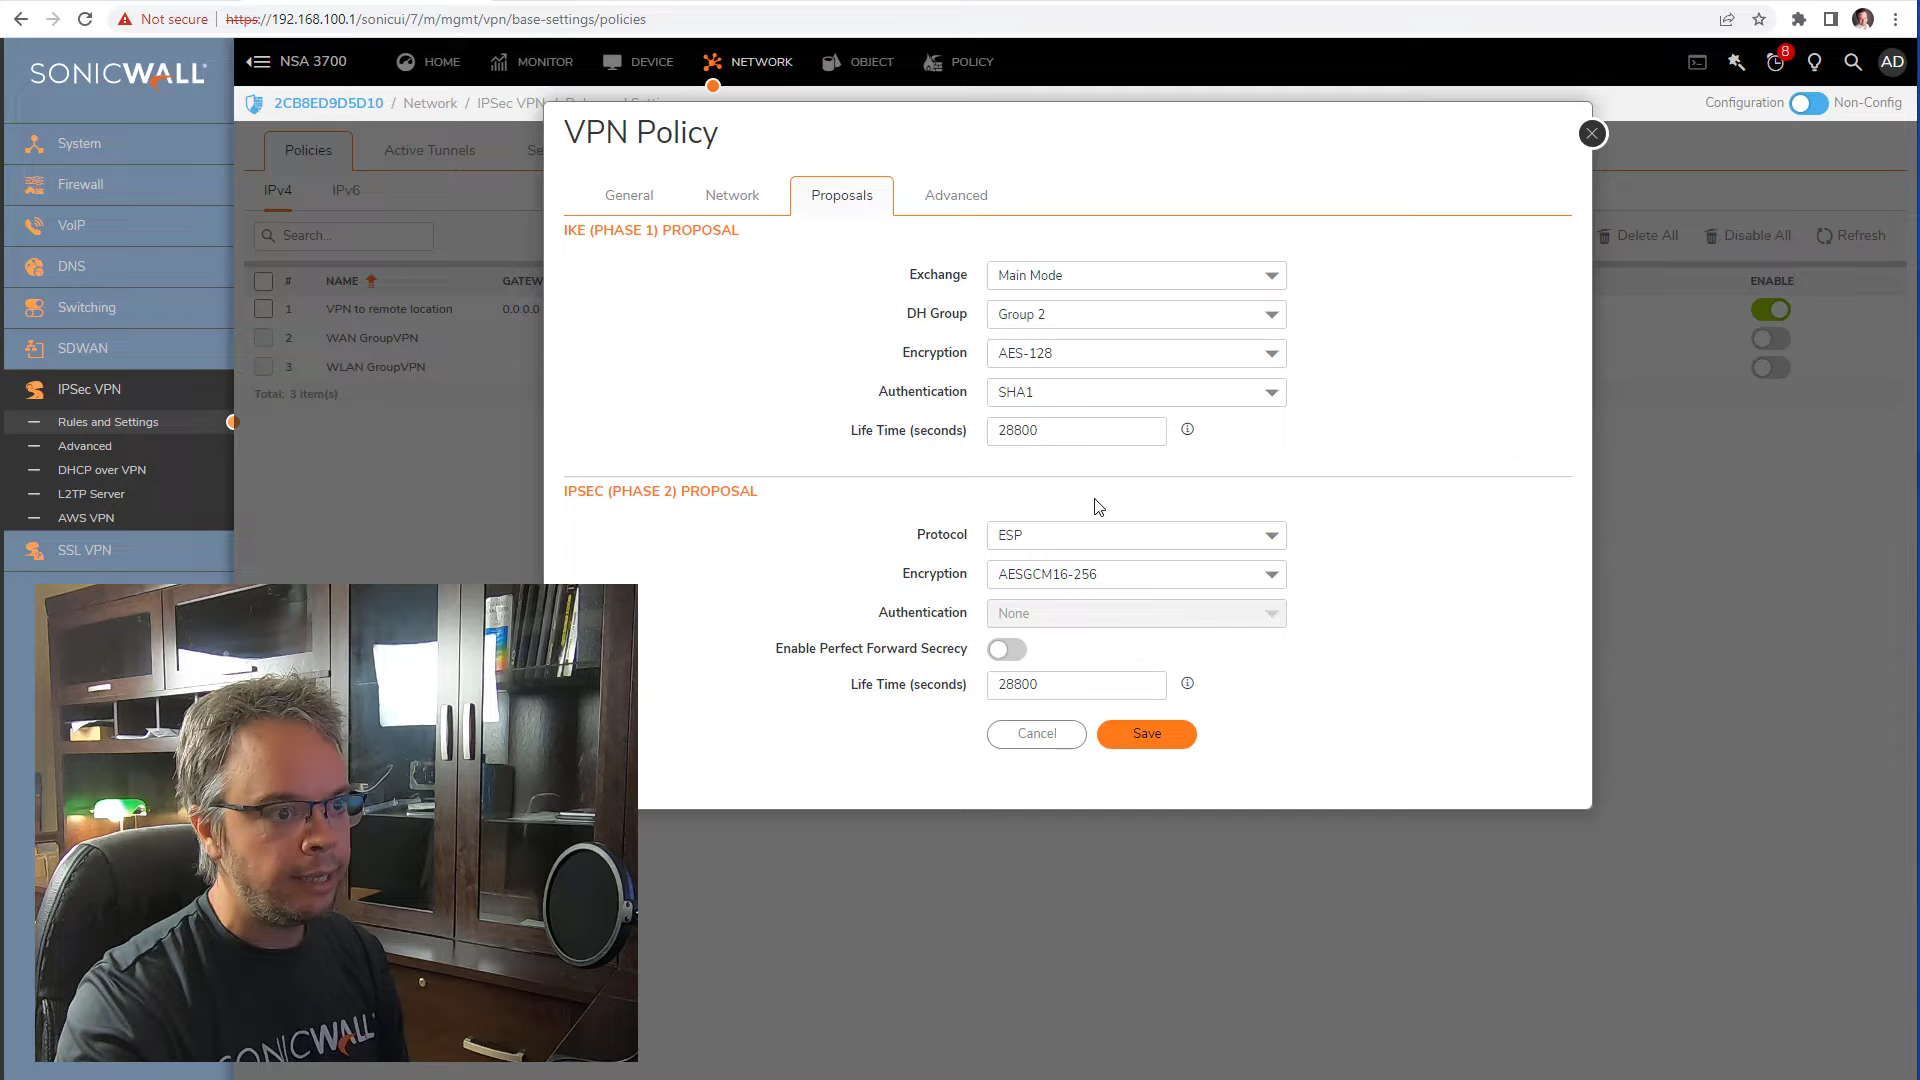 Not secure https://192.168.100.1/sonicui/7/m/mgmt/vpn/base-settings/policies
SONICWALL
NSA 3700
HOME
MONITOR
DEVICE
NETWORK
OBJECT
POLICY
8
AD
2CB8ED9D5D10 / Network / IPSec VPN
Configuration Non-Config
System
Firewall
VoIP
DNS
Switching
SDWAN
IPSec VPN
Rules and Settings
Advanced
DHCP over VPN
L2TP Server
AWS VPN
SSL VPN
Policies
Active Tunnels
Se
IPv4
IPv6
Search...
Delete All
Disable All
Refresh
# NAME GATEW ENABLE
1 VPN to remote location 0.0.0.0
2 WAN GroupVPN
3 WLAN GroupVPN
Total: 3 item(s)
VPN Policy
General
Network
Proposals
Advanced
IKE (PHASE 1) PROPOSAL
Exchange Main Mode
DH Group Group 2
Encryption AES-128
Authentication SHA1
Life Time (seconds) 28800
IPSEC (PHASE 2) PROPOSAL
Protocol ESP
Encryption AESGCM16-256
Authentication None
Enable Perfect Forward Secrecy
Life Time (seconds) 28800
Cancel
Save
SONICWALL